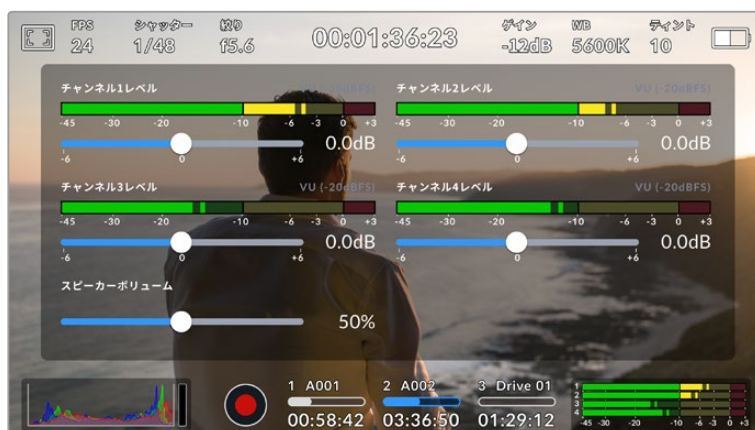 FPS シャッター 絞り ゲイン WB ティント
24 1/48 f5.6 00:01:36:23 -12dB 5600K 10
チャンネル1レベル VU (-20dBFS) チャンネル2レベル VU (-20dBFS)
-45 -30 -20 -10 -6 -3 0 +3 -45 -30 -20 -10 -6 -3 0 +3
0.0dB 0.0dB
-6 0 +6 -6 0 +6
チャンネル3レベル VU (-20dBFS) チャンネル4レベル VU (-20dBFS)
-45 -30 -20 -10 -6 -3 0 +3 -45 -30 -20 -10 -6 -3 0 +3
0.0dB 0.0dB
-6 0 +6 -6 0 +6
スピーカーボリューム
50%
1 A001 2 A002 3 Drive 01
00:58:42 03:36:50 01:29:12
1
2
3
4
-45 -30 -20 -10 -6 -3 0 +3